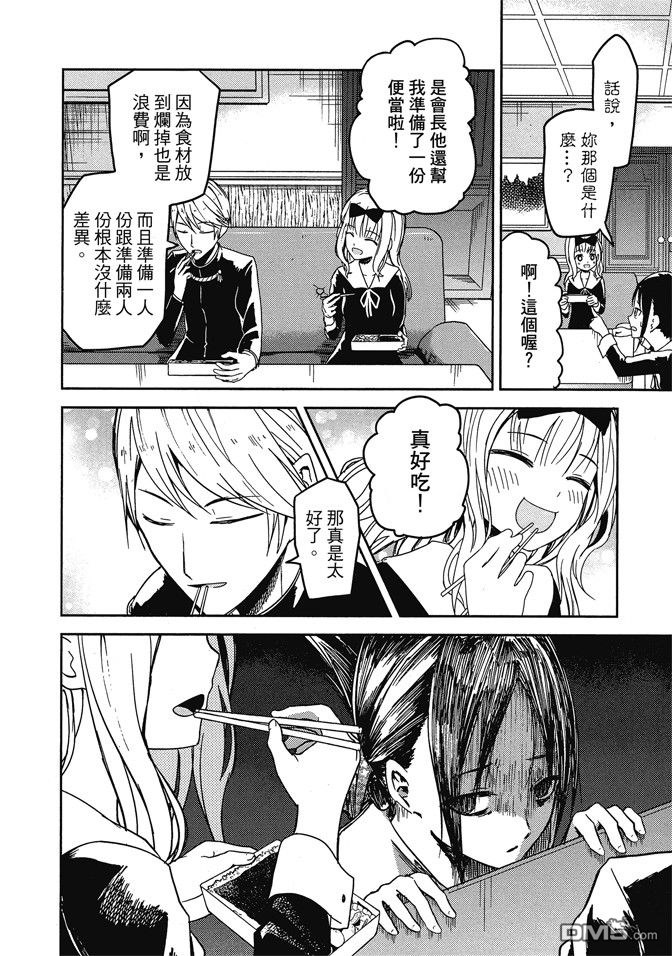 話說，
妳那個是什
麼…？
啊！這個喔？
是會長他還幫
我準備了一份
便當啦！
因為食材放
到爛掉也是
浪費啊，
而且準備一人
份跟準備兩人
份根本沒什麼
差異。
真好吃！
那真是太
好了。
DM5.com